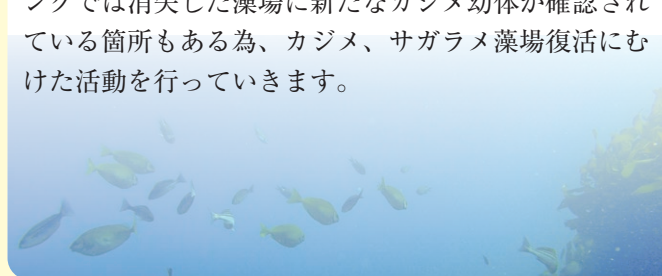 ングでは消失した藻場に新たなカジメ幼体が確認され
ている箇所もある為、カジメ、サガラメ藻場復活にむ
けた活動を行っていきます。